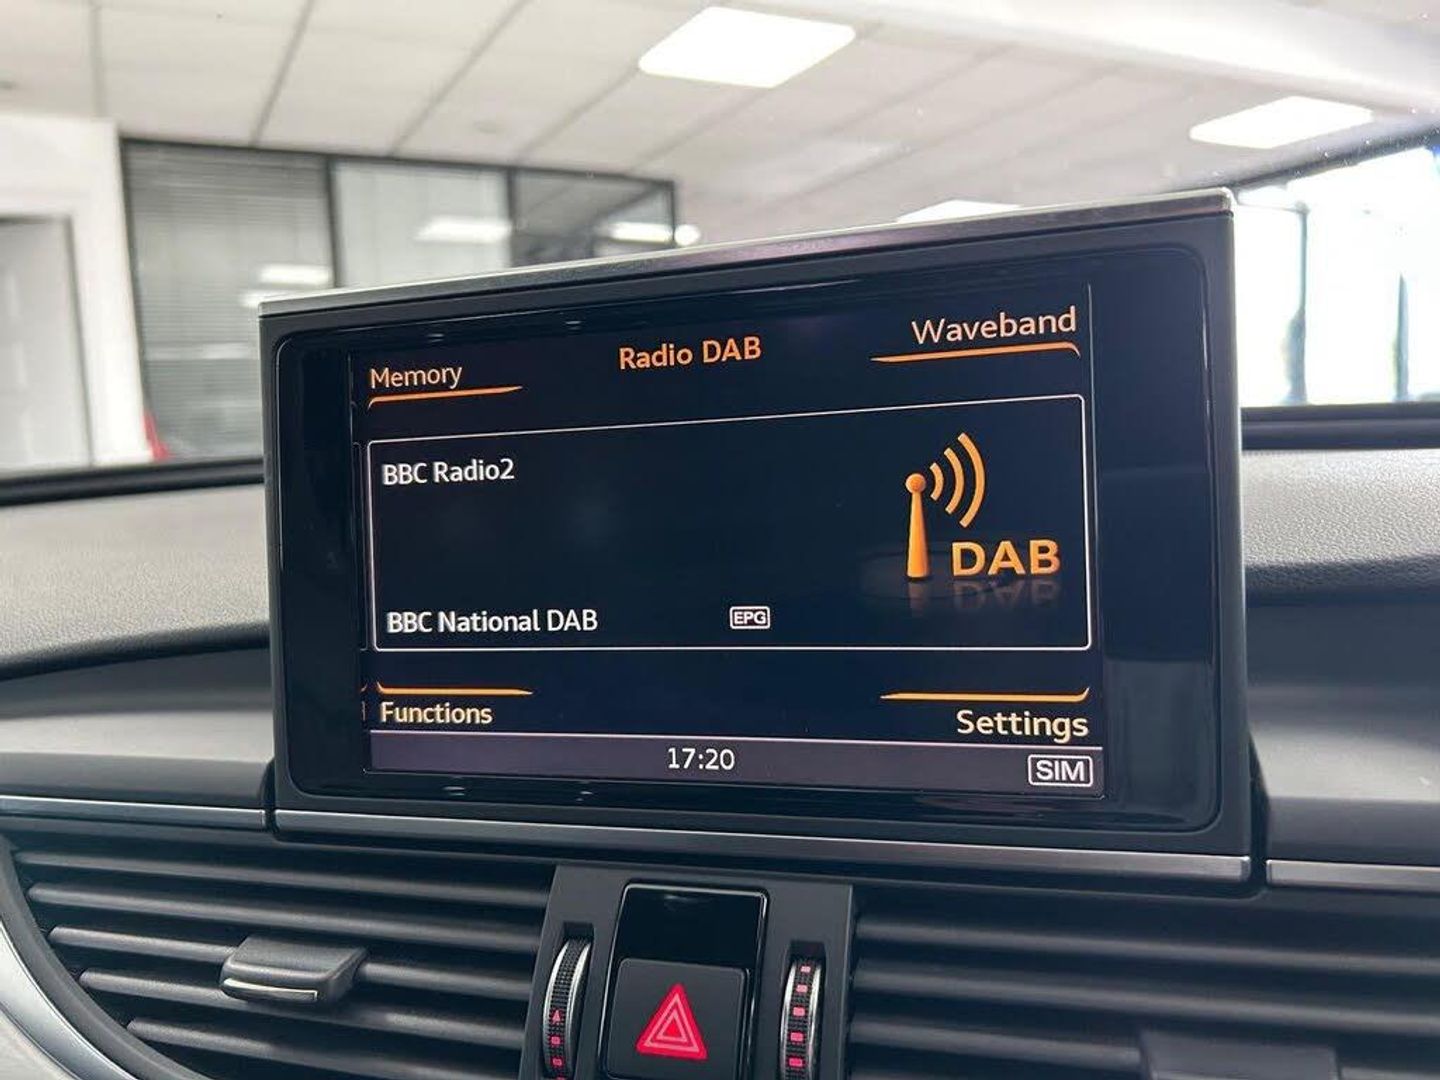 Memory
Radio DAB
Waveband
BBC Radio2
DAB
BBC National DAB
EPG
Functions
Settings
17:20
SIM